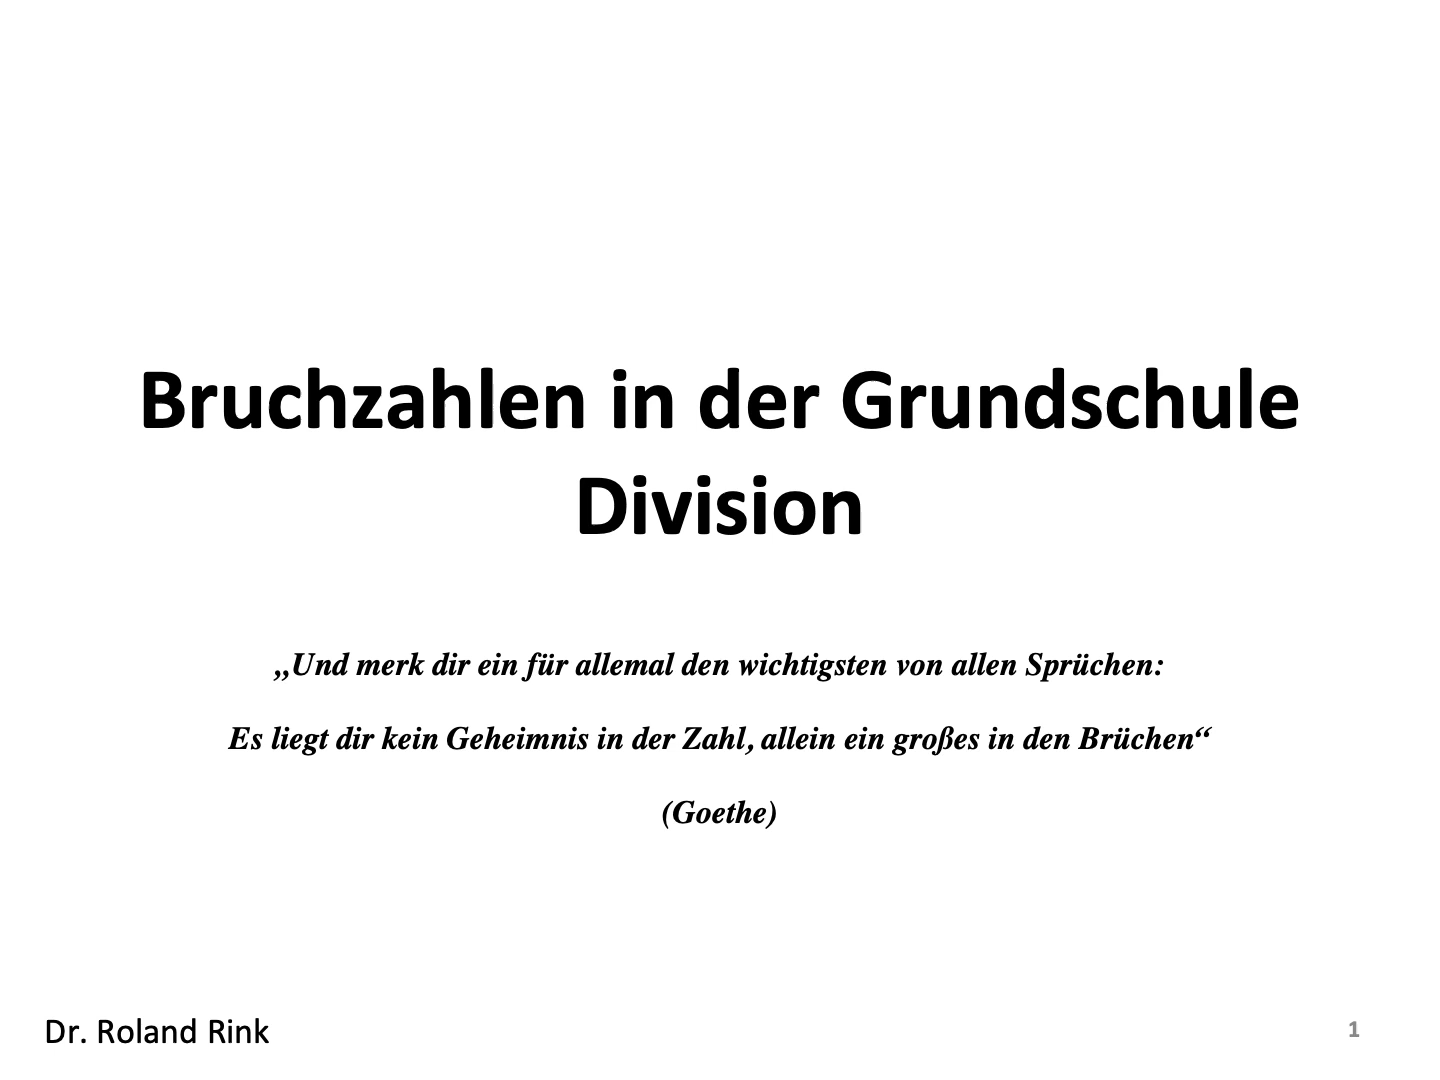 Bruchzahlen in der Grundschule
Division
„Und merk dir ein für allemal den wichtigsten von allen Sprüchen:
Es liegt dir kein Geheimnis in der Zahl, allein ein großes in den Brüchen“
(Goethe)
Dr. Roland Rink
1